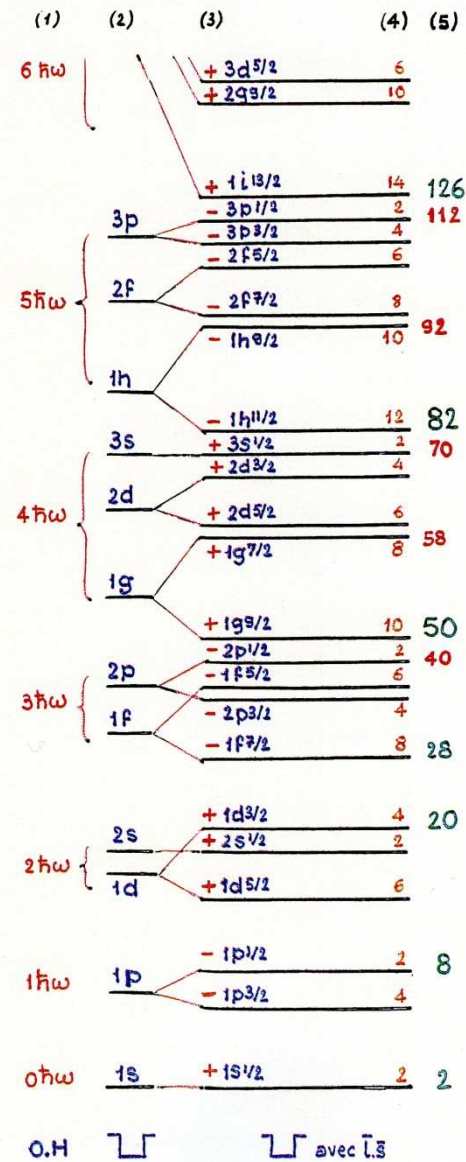 (1) (2) (3) (4) (5)
+ 3d5/2 6
6ħω
+ 2g9/2 10
+ 1i13/2 14 126
- 3p1/2 2 112
3p
- 3p3/2 4
- 2f5/2 6
2f
5ħω
- 2f7/2 8
92
- 1h9/2 10
1h
- 1h11/2 12 82
3s + 3s1/2 2 70
+ 2d3/2 4
2d
4ħω + 2d5/2 6
58
+ 1g7/2 8
1g
+ 1g9/2 10 50
- 2p1/2 2 40
2p - 1f5/2 6
3ħω
- 2p3/2 4
1f
- 1f7/2 8 28
+ 1d3/2 4 20
2s + 2s1/2 2
2ħω
1d + 1d5/2 6
- 1p1/2 2 8
1ħω 1p
- 1p3/2 4
0ħω 1s + 1s1/2 2 2
O.H avec l.s